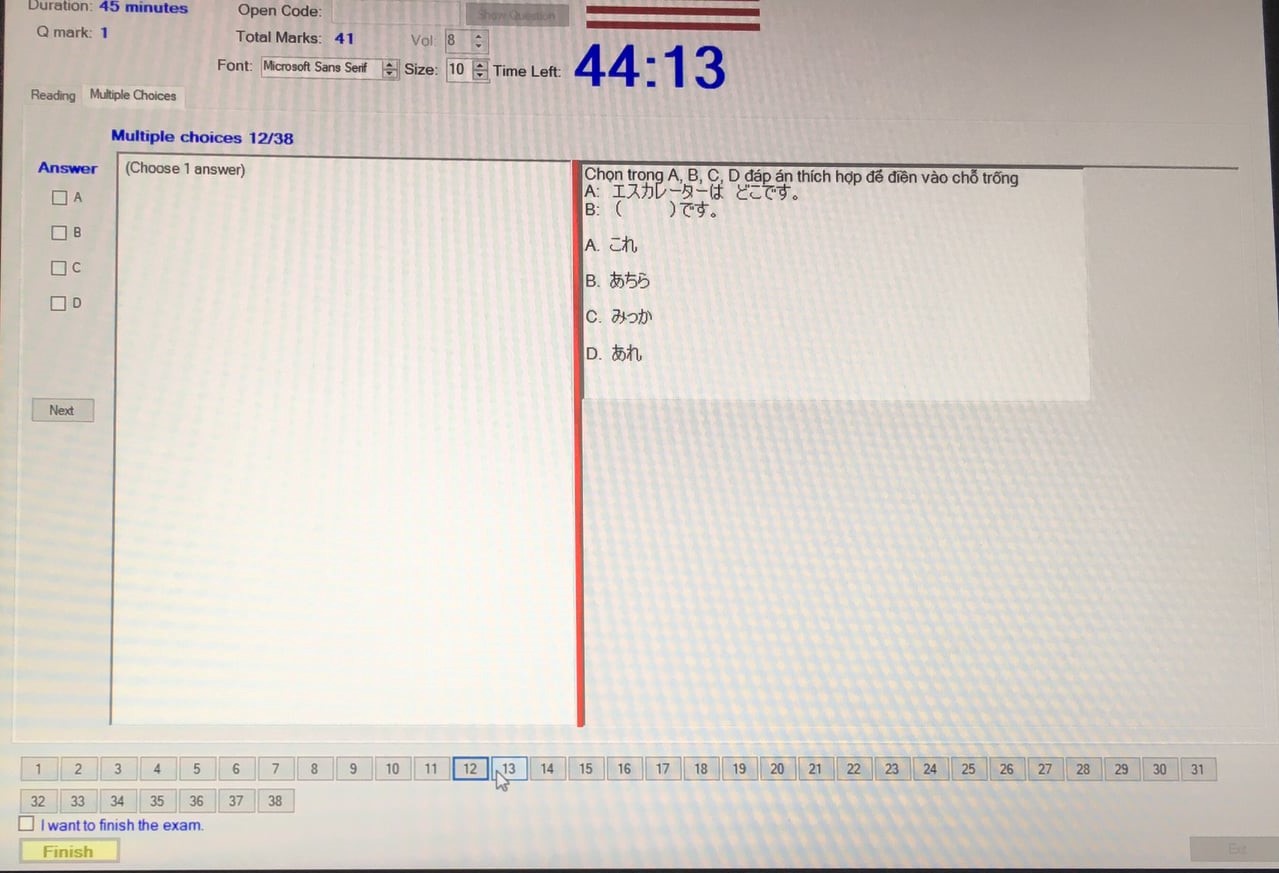 Duration: 45 minutes
Open Code:
Show Question
Q mark: 1
Total Marks: 41
Vol: 8
Font: Microsoft Sans Serif
Size: 10
Time Left: 44:13
Reading
Multiple Choices
Multiple choices 12/38
Answer
A
B
C
D
Next
(Choose 1 answer)
Chọn trong A, B, C, D đáp án thích hợp để điền vào chỗ trống
A: エスカレーターは どこです。
B: ( )です。
A. これ
B. あちら
C. みっか
D. あれ
1 2 3 4 5 6 7 8 9 10 11 12 13 14 15 16 17 18 19 20 21 22 23 24 25 26 27 28 29 30 31
32 33 34 35 36 37 38
I want to finish the exam.
Finish
Exit